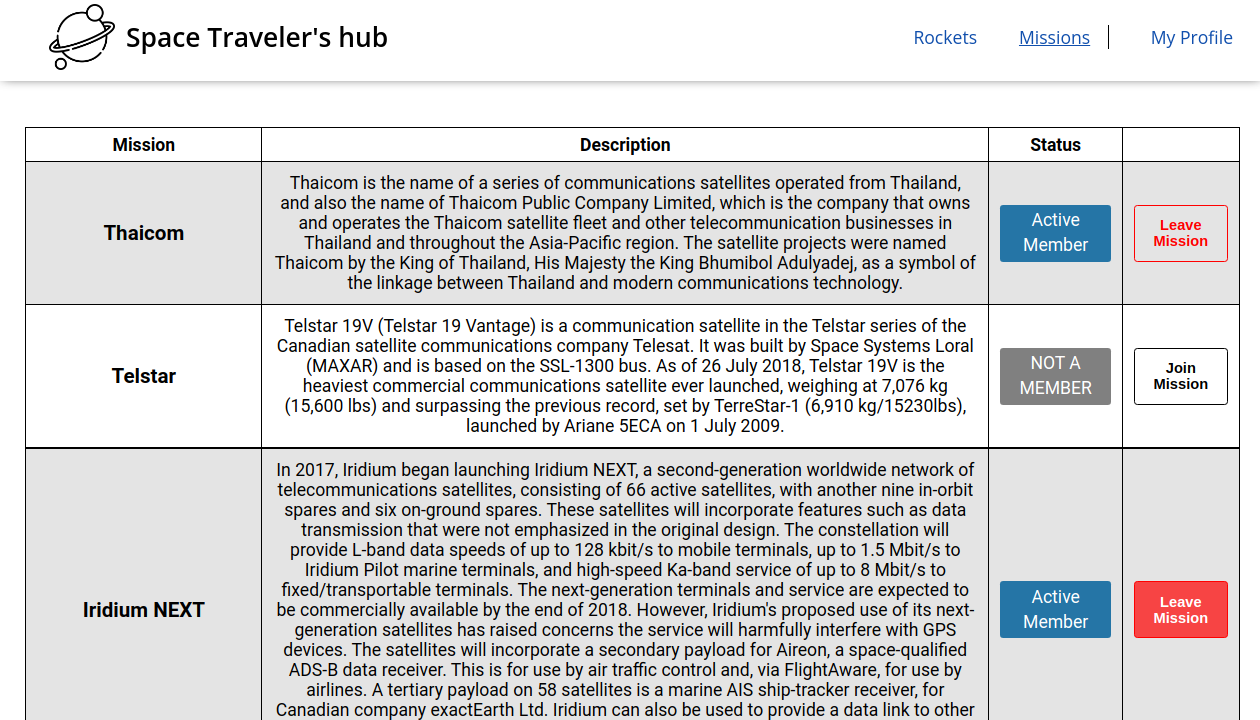 Space Traveler's hub
Rockets
Missions
My Profile
Mission
Description
Status
Thaicom
Thaicom is the name of a series of communications satellites operated from Thailand,
and also the name of Thaicom Public Company Limited, which is the company that owns
and operates the Thaicom satellite fleet and other telecommunication businesses in
Thailand and throughout the Asia-Pacific region. The satellite projects were named
Thaicom by the King of Thailand, His Majesty the King Bhumibol Adulyadej, as a symbol of
the linkage between Thailand and modern communications technology.
Active
Member
Leave
Mission
Telstar
Telstar 19V (Telstar 19 Vantage) is a communication satellite in the Telstar series of the
Canadian satellite communications company Telesat. It was built by Space Systems Loral
(MAXAR) and is based on the SSL-1300 bus. As of 26 July 2018, Telstar 19V is the
heaviest commercial communications satellite ever launched, weighing at 7,076 kg
(15,600 lbs) and surpassing the previous record, set by TerreStar-1 (6,910 kg/15230lbs),
launched by Ariane 5ECA on 1 July 2009.
NOT A
MEMBER
Join
Mission
Iridium NEXT
In 2017, Iridium began launching Iridium NEXT, a second-generation worldwide network of
telecommunications satellites, consisting of 66 active satellites, with another nine in-orbit
spares and six on-ground spares. These satellites will incorporate features such as data
transmission that were not emphasized in the original design. The constellation will
provide L-band data speeds of up to 128 kbit/s to mobile terminals, up to 1.5 Mbit/s to
Iridium Pilot marine terminals, and high-speed Ka-band service of up to 8 Mbit/s to
fixed/transportable terminals. The next-generation terminals and service are expected to
be commercially available by the end of 2018. However, Iridium's proposed use of its next-
generation satellites has raised concerns the service will harmfully interfere with GPS
devices. The satellites will incorporate a secondary payload for Aireon, a space-qualified
ADS-B data receiver. This is for use by air traffic control and, via FlightAware, for use by
airlines. A tertiary payload on 58 satellites is a marine AIS ship-tracker receiver, for
Canadian company exactEarth Ltd. Iridium can also be used to provide a data link to other
Active
Member
Leave
Mission